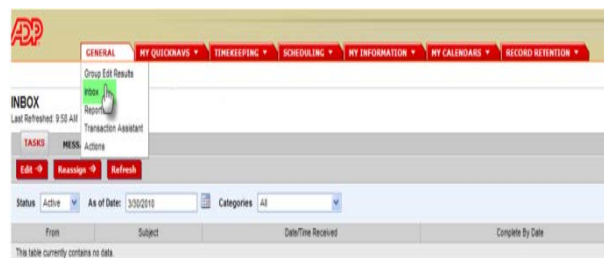 ADP
GENERAL MY QUICKNAVS TIMEKEEPING SCHEDULING MY INFORMATION MY CALENDARS RECORD RETENTION
Group Edit Results
Inbox
INBOX
Last Refreshed: 9:58 AM
Transaction Assistant
TASKS
Actions
Edit Reassign Refresh
Status Active As of Date: 3/30/2010 Categories All
From Subject Date/Time Received Complete By Date
This table currently contains no data.